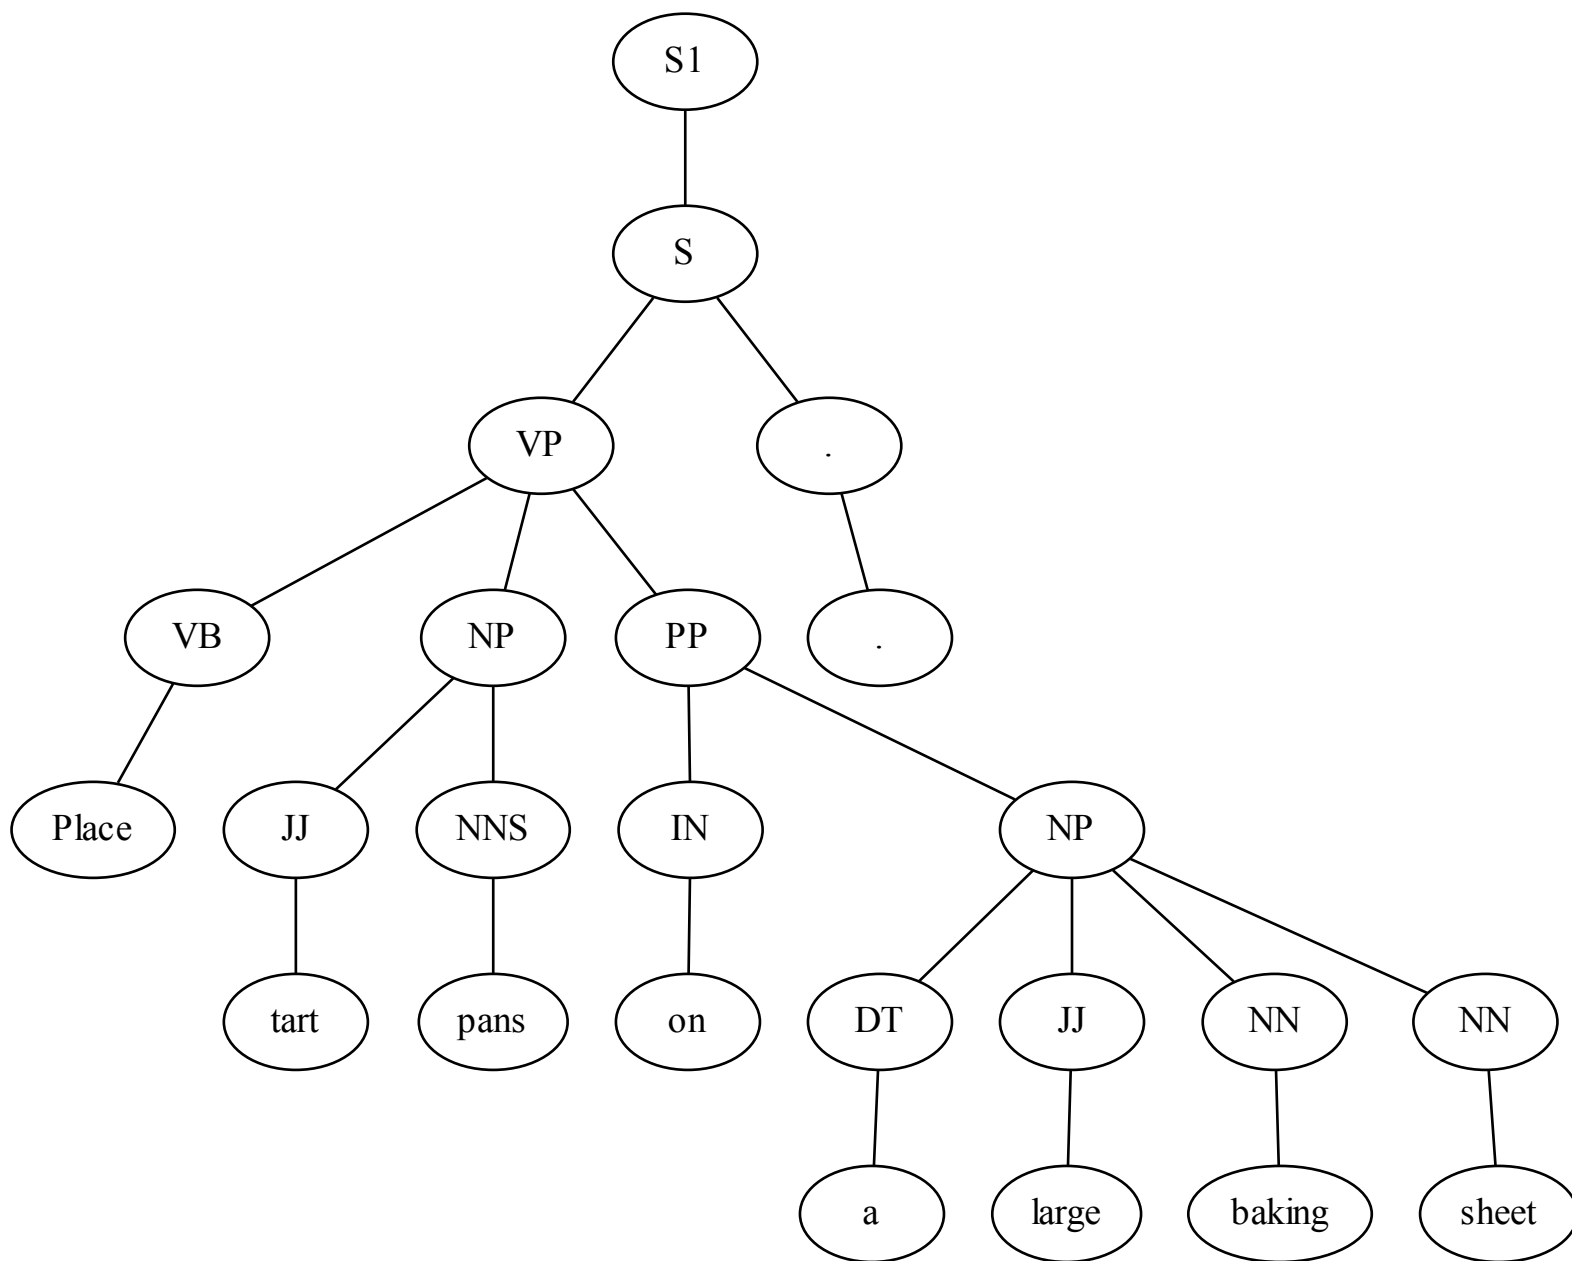 S1
S
VP .
VB NP PP .
Place JJ NNS IN NP
tart pans on DT JJ NN NN
a large baking sheet